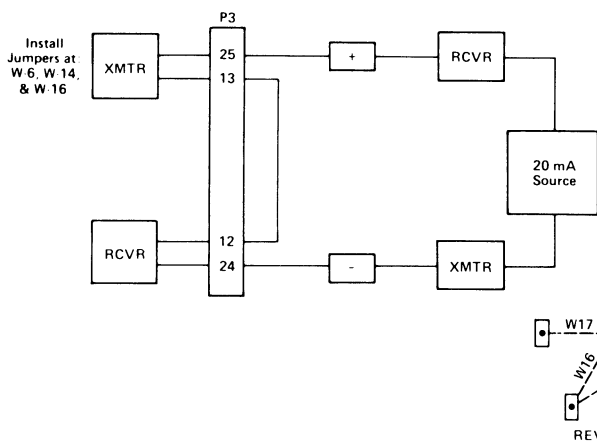 P3
Install
Jumpers at:
W-6, W-14,
& W-16
XMTR
25
13
+
RCVR
20 mA
Source
RCVR
12
24
-
XMTR
W17
W16
REV